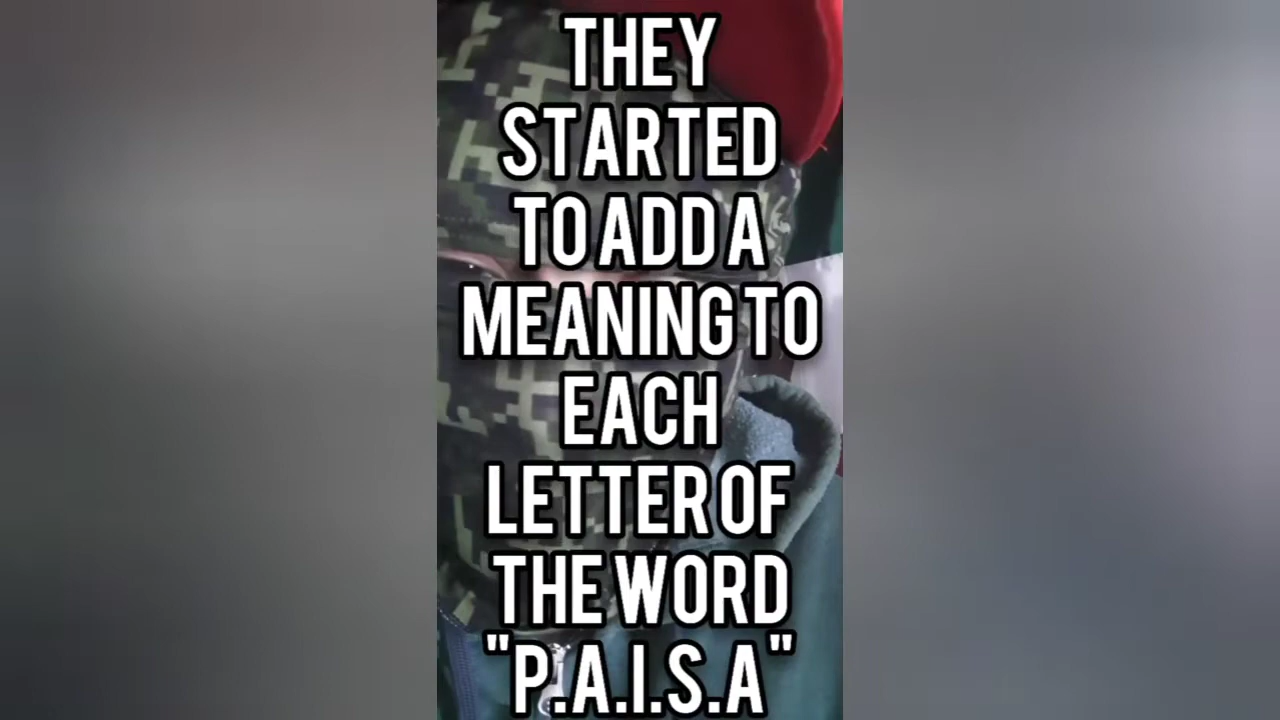 THEY
STARTED
TO ADD A
MEANING TO
EACH
LETTER OF
THE WORD
"P.A.I.S.A"